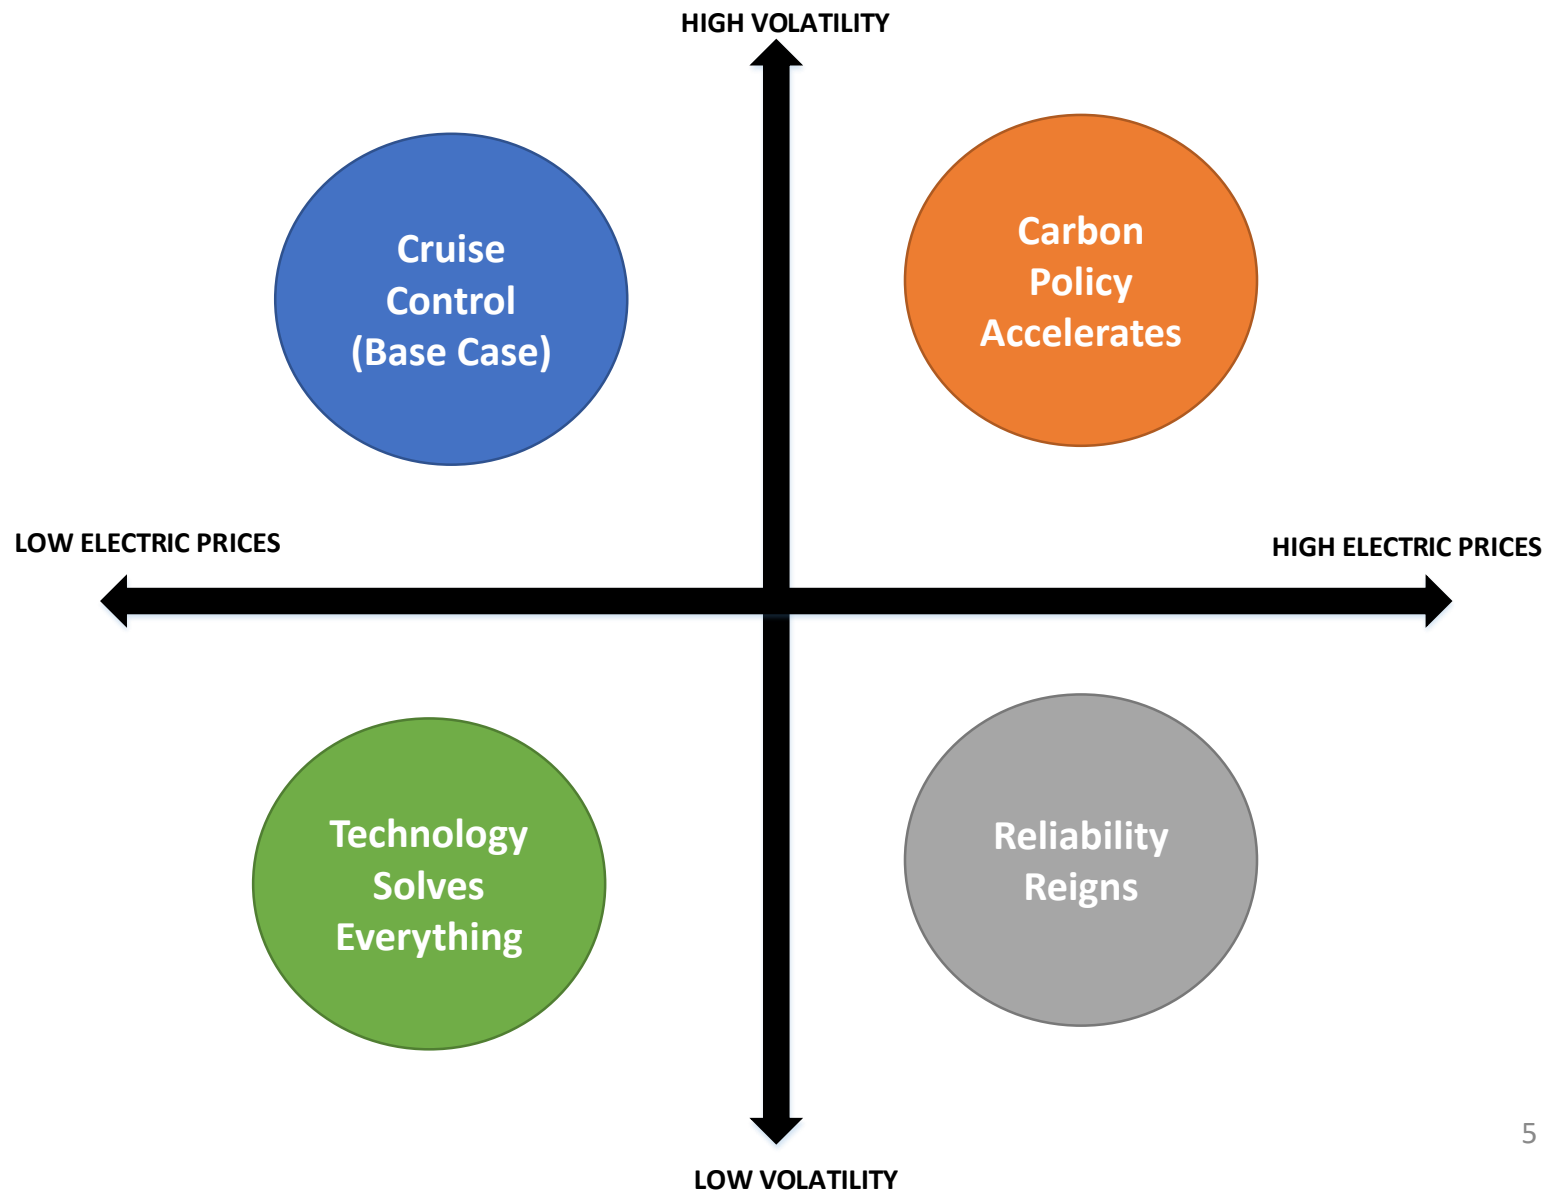 HIGH VOLATILITY
Cruise
Control
(Base Case)
Carbon
Policy
Accelerates
LOW ELECTRIC PRICES
HIGH ELECTRIC PRICES
Technology
Solves
Everything
Reliability
Reigns
5
LOW VOLATILITY